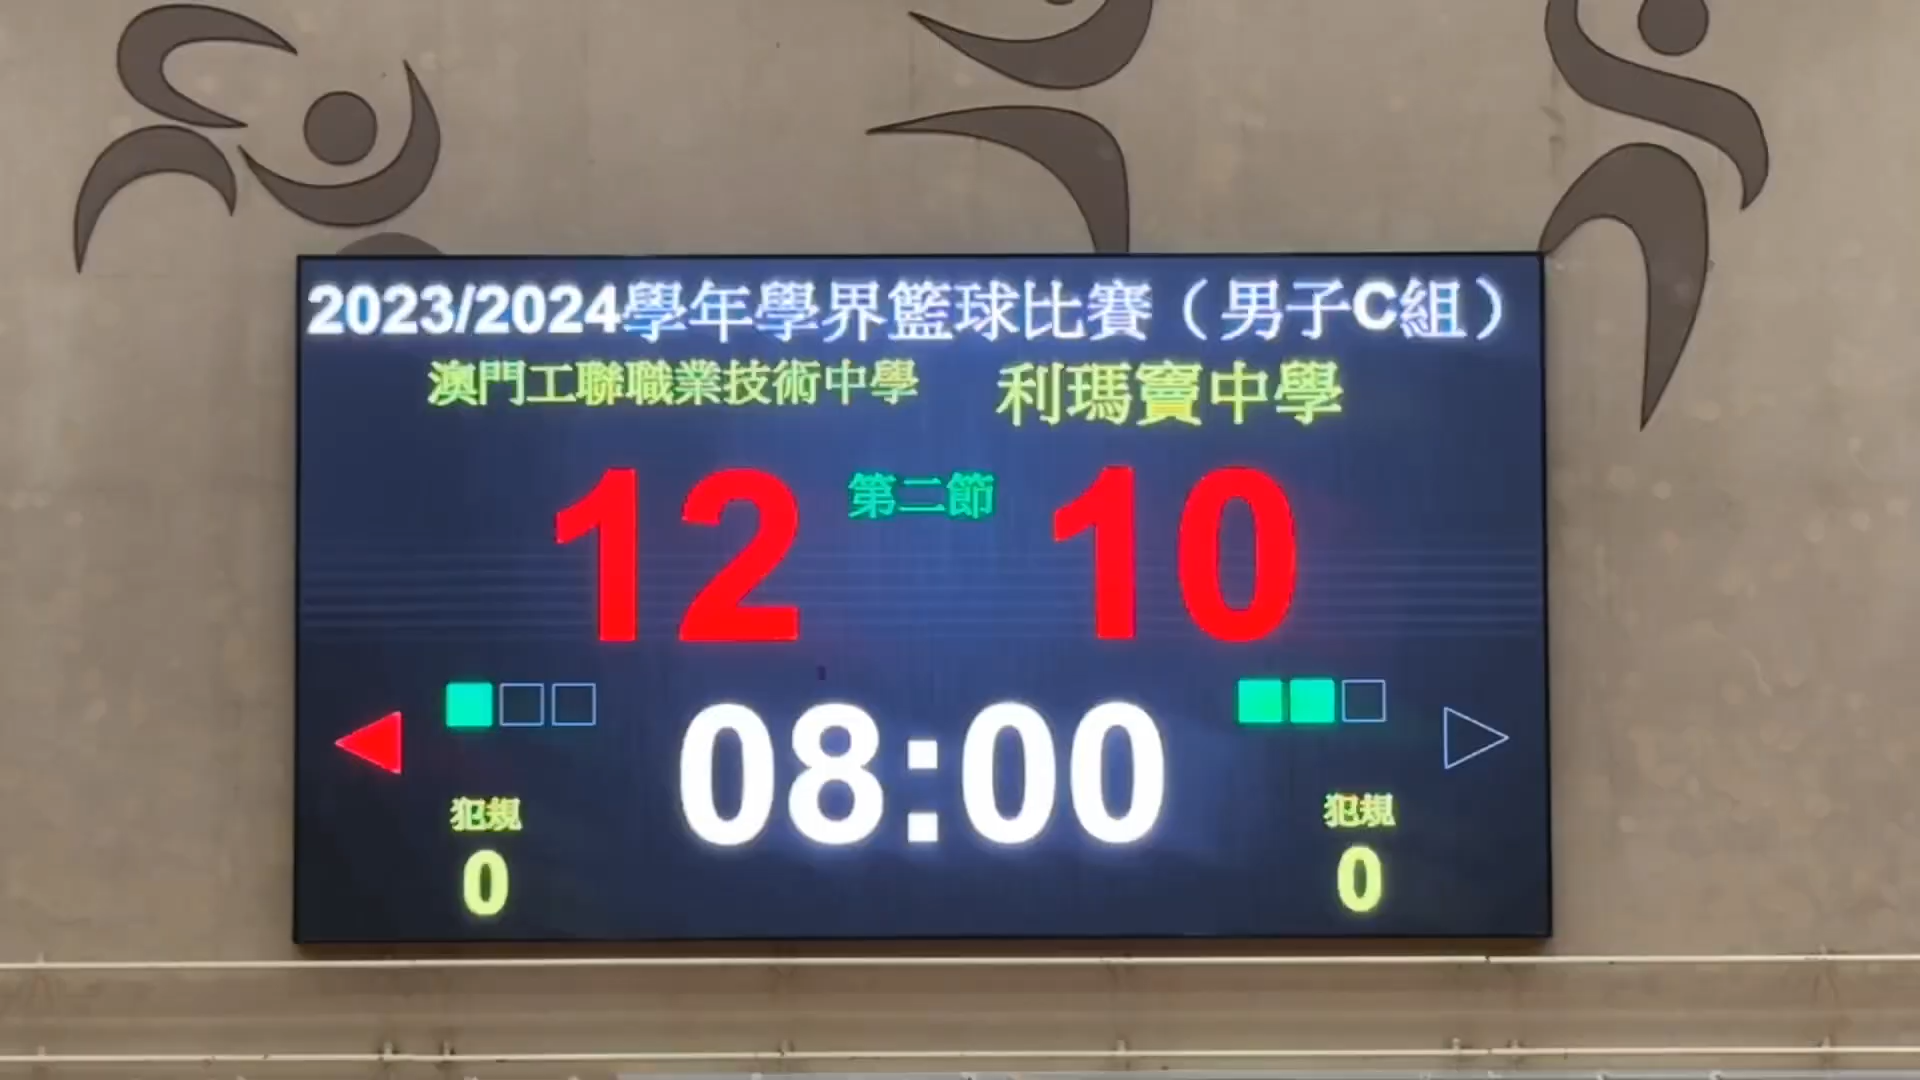 2023/2024學年學界籃球比賽（男子C組）
澳門工聯職業技術中學 利瑪竇中學
12 第二節 10
08:00
犯規 犯規
0 0